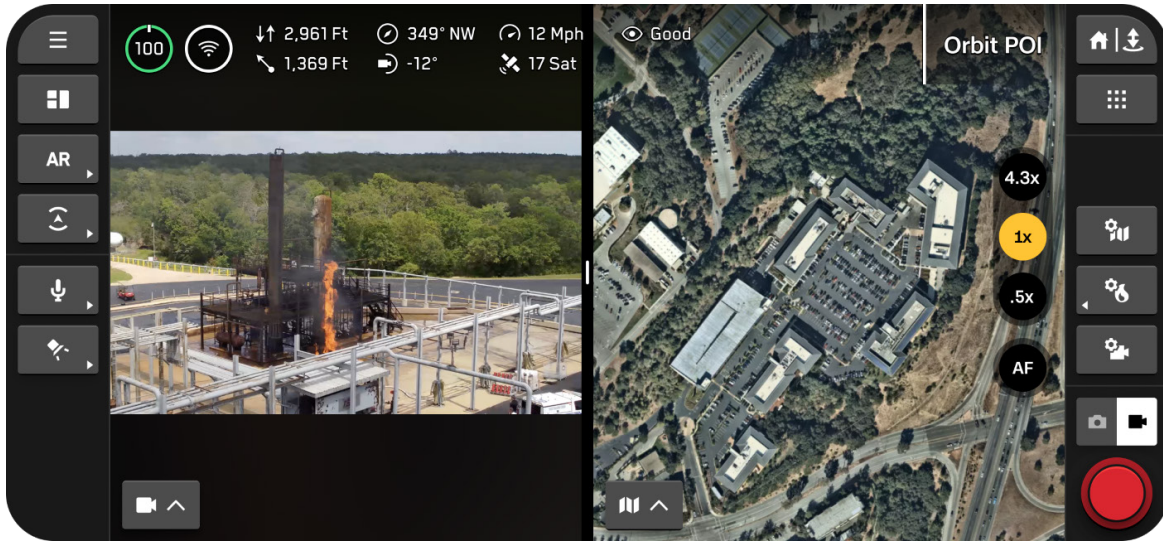 100
2,961 Ft
349° NW
12 Mph
1,369 Ft
-12°
17 Sat
Good
Orbit POI
AR
4.3x
1x
.5x
AF